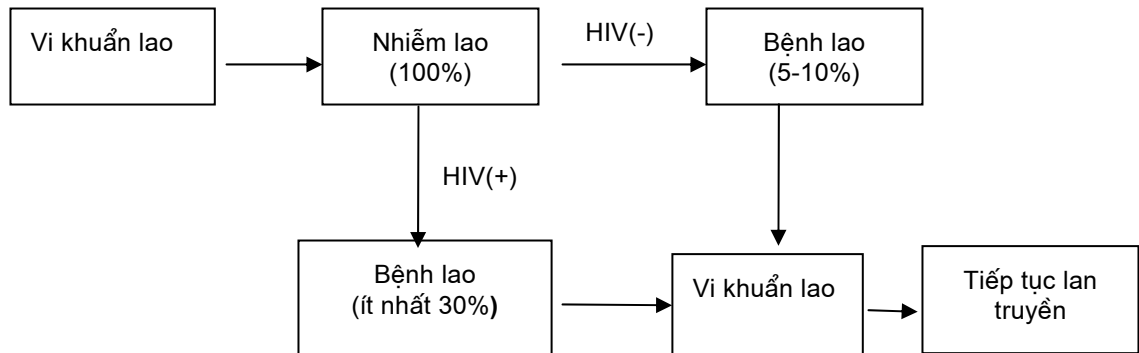 Vi khuẩn lao
Nhiễm lao
(100%)
HIV(-)
Bệnh lao
(5-10%)
HIV(+)
Bệnh lao
(ít nhất 30%)
Vi khuẩn lao
Tiếp tục lan
truyền